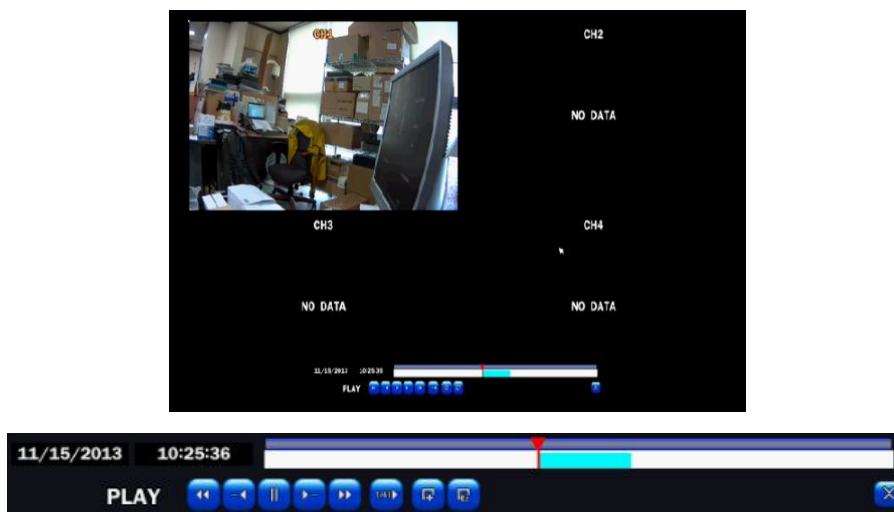 CH1
CH2
NO DATA
CH3
CH4
NO DATA
NO DATA
11/15/2013 10:25:36
PLAY
11/15/2013 10:25:36
PLAY